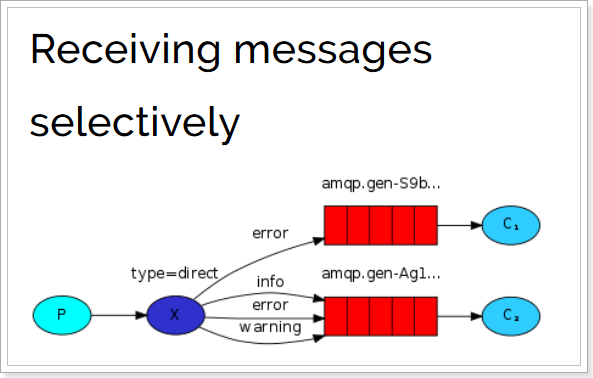 Receiving messages
selectively
amqp.gen-S9b...
error
C₁
type=direct
amqp.gen-Ag1...
info
P
X
error
C₂
warning